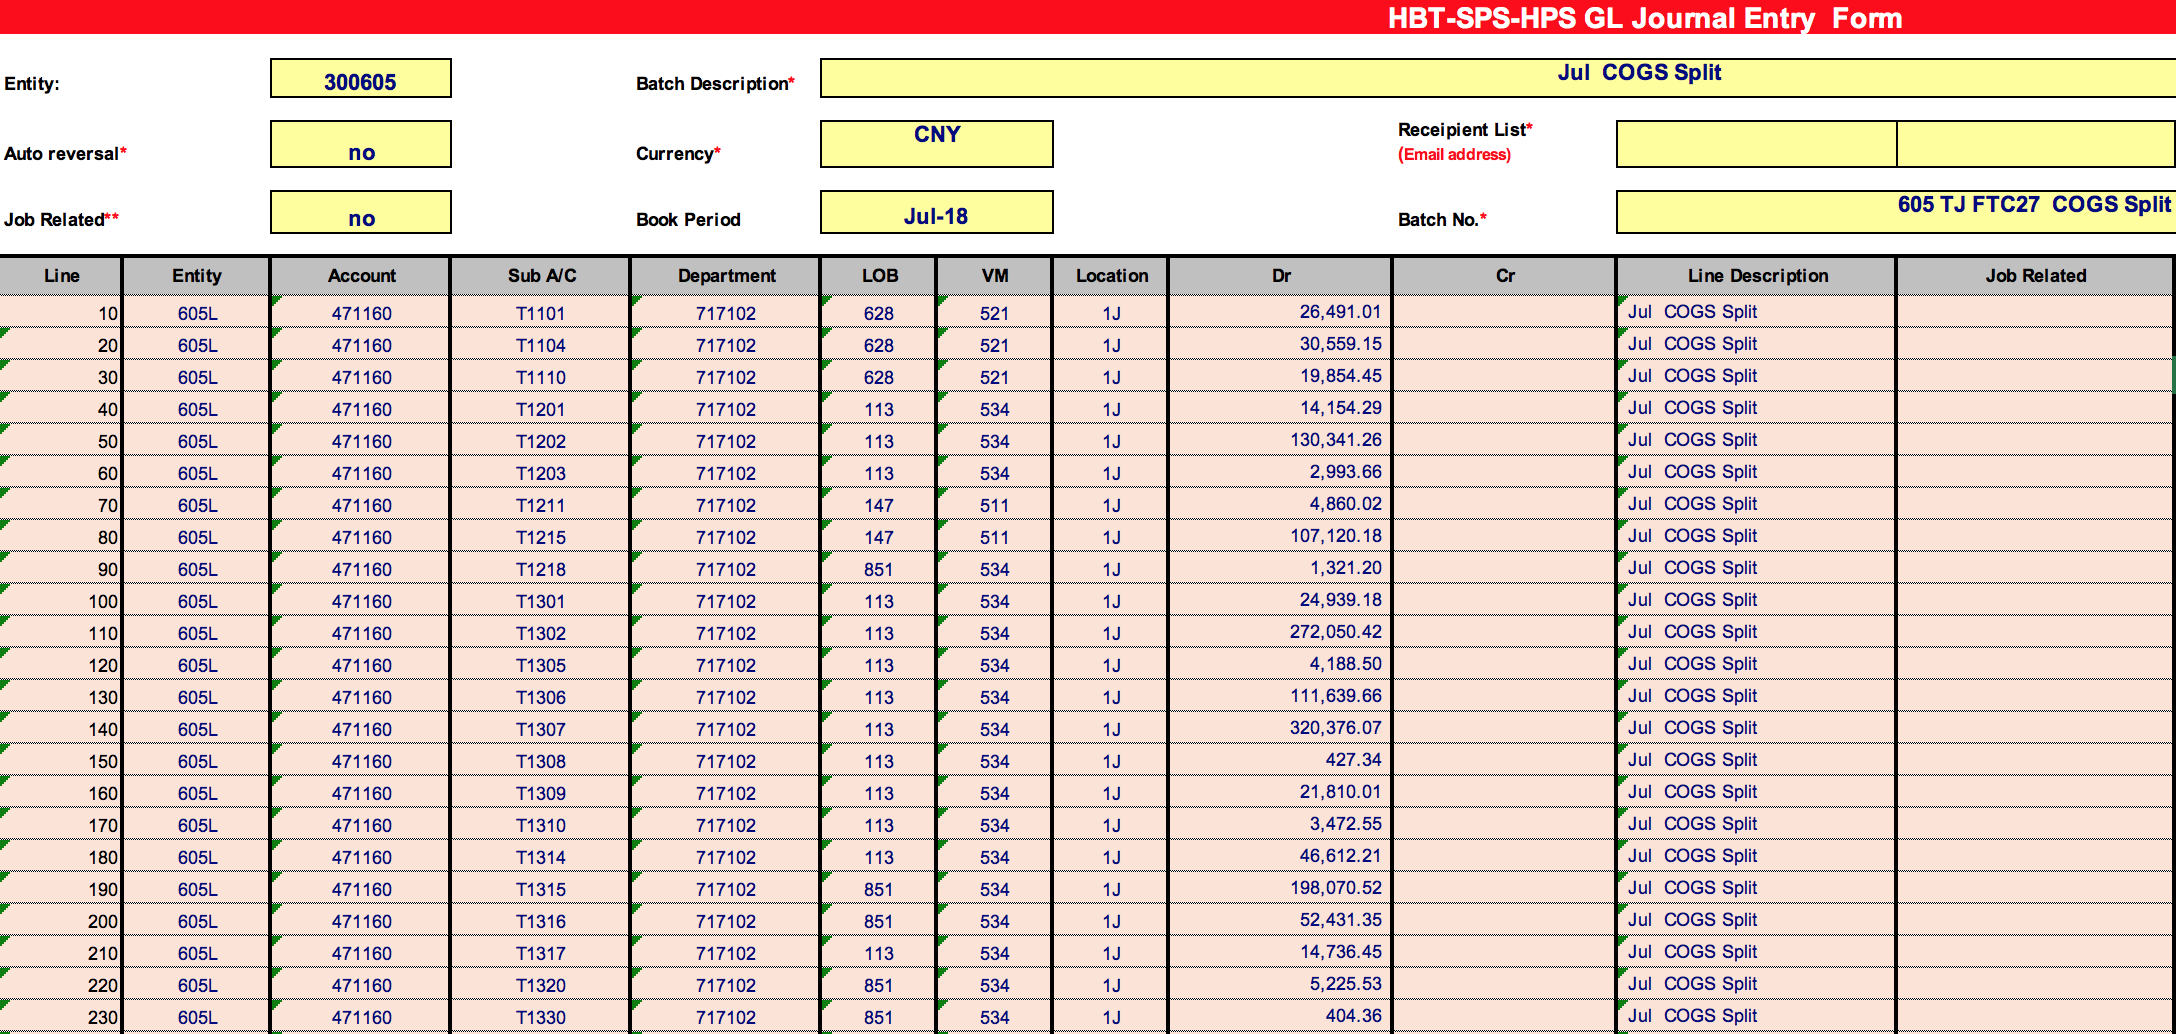 HBT-SPS-HPS GL Journal Entry  Form
Entity: 300605 Batch Description* Jul  COGS Split
Auto reversal* no Currency* CNY Receipient List*
(Email address)
Job Related** no Book Period Jul-18 Batch No.* 605 TJ FTC27  COGS Split
Line Entity Account Sub A/C Department LOB VM Location Dr Cr Line Description Job Related
10 605L 471160 T1101 717102 628 521 1J 26,491.01 Jul  COGS Split
20 605L 471160 T1104 717102 628 521 1J 30,559.15 Jul  COGS Split
30 605L 471160 T1110 717102 628 521 1J 19,854.45 Jul  COGS Split
40 605L 471160 T1201 717102 113 534 1J 14,154.29 Jul  COGS Split
50 605L 471160 T1202 717102 113 534 1J 130,341.26 Jul  COGS Split
60 605L 471160 T1203 717102 113 534 1J 2,993.66 Jul  COGS Split
70 605L 471160 T1211 717102 147 511 1J 4,860.02 Jul  COGS Split
80 605L 471160 T1215 717102 147 511 1J 107,120.18 Jul  COGS Split
90 605L 471160 T1218 717102 851 534 1J 1,321.20 Jul  COGS Split
100 605L 471160 T1301 717102 113 534 1J 24,939.18 Jul  COGS Split
110 605L 471160 T1302 717102 113 534 1J 272,050.42 Jul  COGS Split
120 605L 471160 T1305 717102 113 534 1J 4,188.50 Jul  COGS Split
130 605L 471160 T1306 717102 113 534 1J 111,639.66 Jul  COGS Split
140 605L 471160 T1307 717102 113 534 1J 320,376.07 Jul  COGS Split
150 605L 471160 T1308 717102 113 534 1J 427.34 Jul  COGS Split
160 605L 471160 T1309 717102 113 534 1J 21,810.01 Jul  COGS Split
170 605L 471160 T1310 717102 113 534 1J 3,472.55 Jul  COGS Split
180 605L 471160 T1314 717102 113 534 1J 46,612.21 Jul  COGS Split
190 605L 471160 T1315 717102 851 534 1J 198,070.52 Jul  COGS Split
200 605L 471160 T1316 717102 851 534 1J 52,431.35 Jul  COGS Split
210 605L 471160 T1317 717102 113 534 1J 14,736.45 Jul  COGS Split
220 605L 471160 T1320 717102 851 534 1J 5,225.53 Jul  COGS Split
230 605L 471160 T1330 717102 851 534 1J 404.36 Jul  COGS Split